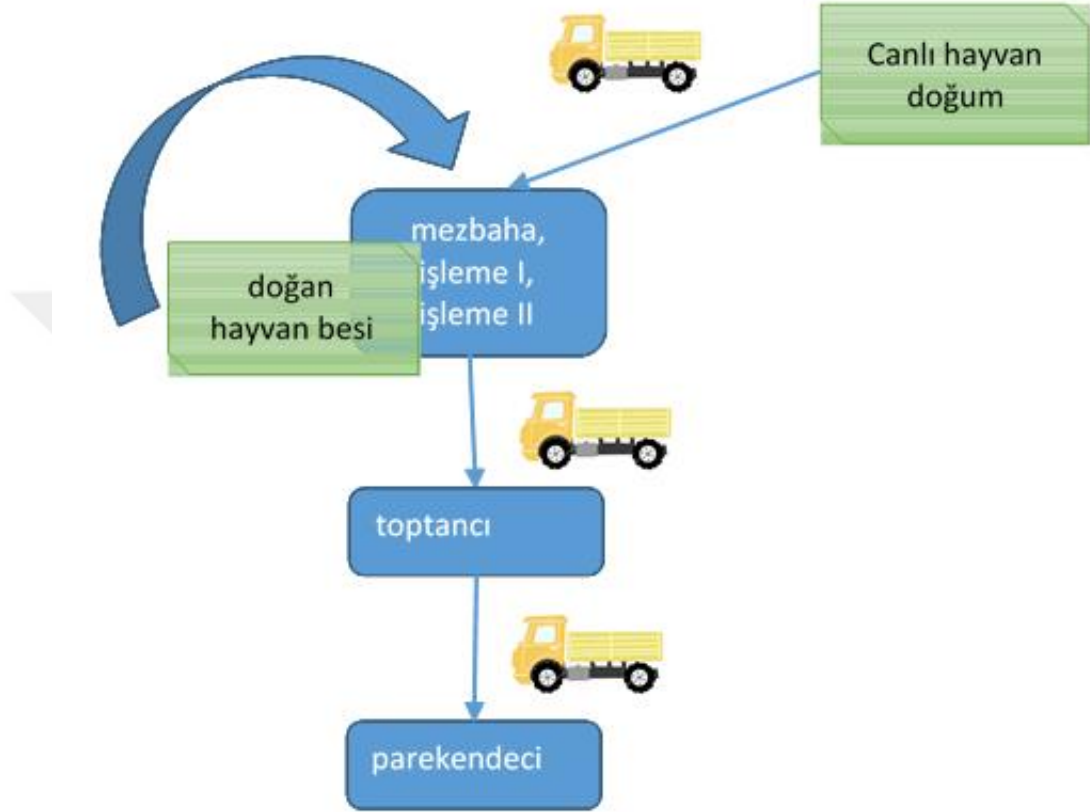 Canlı hayvan
doğum
mezbaha,
işleme I,
işleme II
doğan
hayvan besi
toptancı
parekendeci